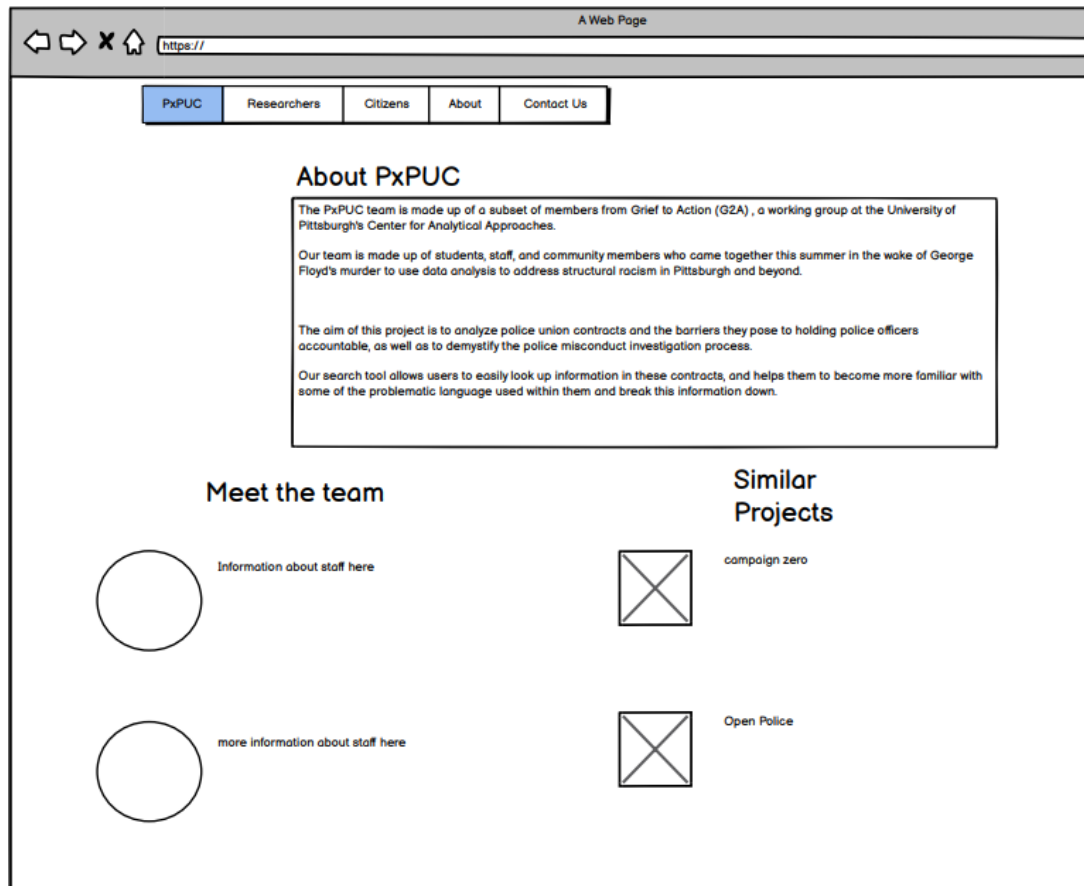 A Web Page
https://
PxPUC Researchers Citizens About Contact Us
About PxPUC
The PxPUC team is made up of a subset of members from Grief to Action (G2A) , a working group at the University of
Pittsburgh's Center for Analytical Approaches.
Our team is made up of students, staff, and community members who came together this summer in the wake of George
Floyd's murder to use data analysis to address structural racism in Pittsburgh and beyond.
The aim of this project is to analyze police union contracts and the barriers they pose to holding police officers
accountable, as well as to demystify the police misconduct investigation process.
Our search tool allows users to easily look up information in these contracts, and helps them to become more familiar with
some of the problematic language used within them and break this information down.
Meet the team
Information about staff here
more information about staff here
Similar
Projects
campaign zero
Open Police